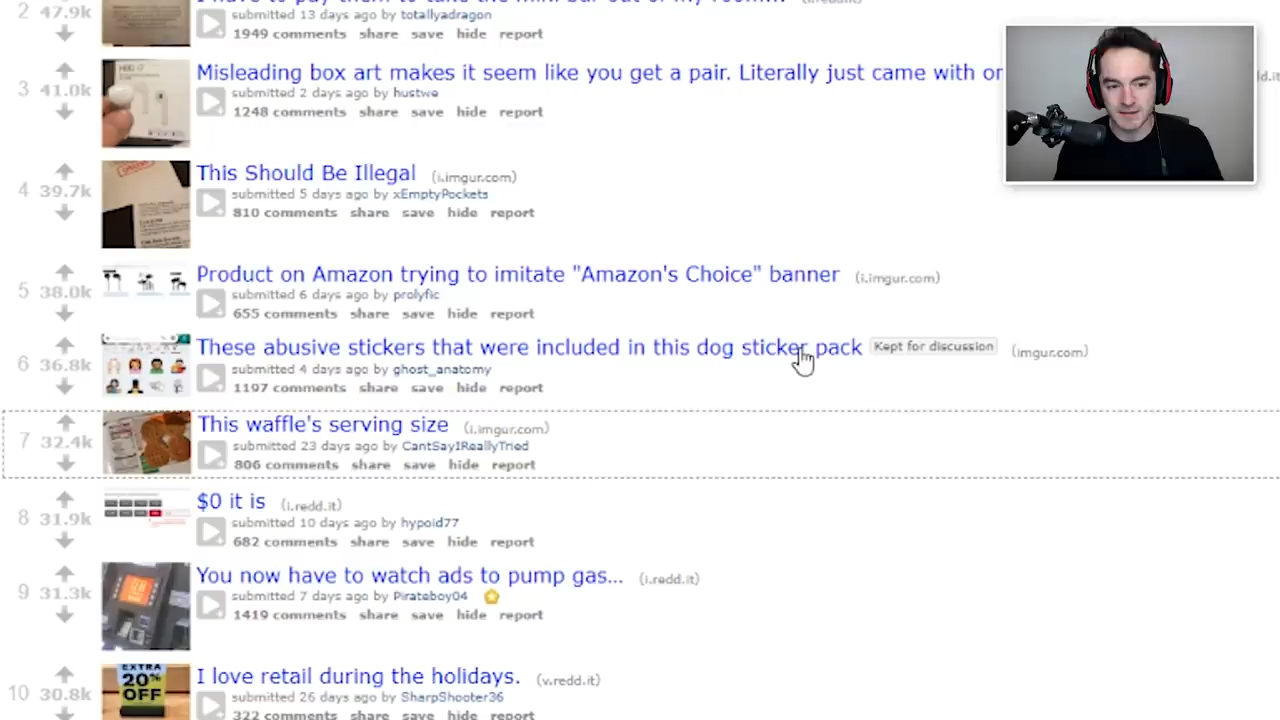 2 47.9k
submitted 13 days ago by totallyadragon
1949 comments share save hide report
Misleading box art makes it seem like you get a pair. Literally just came with
3 41.0k
submitted 2 days ago by hustwe
1248 comments share save hide report
This Should Be Illegal (i.imgur.com)
4 39.7k
submitted 5 days ago by xEmptyPockets
810 comments share save hide report
Product on Amazon trying to imitate "Amazon's Choice" banner (i.imgur.com)
5 38.0k
submitted 6 days ago by prolyfic
655 comments share save hide report
These abusive stickers that were included in this dog sticker pack Kept for discussion (imgur.com)
6 36.8k
submitted 4 days ago by ghost_anatomy
1197 comments share save hide report
This waffle's serving size (i.imgur.com)
7 32.4k
submitted 23 days ago by CantSayIReallyTried
806 comments share save hide report
$0 it is (i.redd.it)
8 31.9k
submitted 10 days ago by hypoid77
682 comments share save hide report
You now have to watch ads to pump gas... (i.redd.it)
9 31.3k
submitted 7 days ago by Pirateboy04
1419 comments share save hide report
I love retail during the holidays. (v.redd.it)
10 30.8k
submitted 26 days ago by SharpShooter36
322 comments share save hide report
EXTRA
20%
OFF